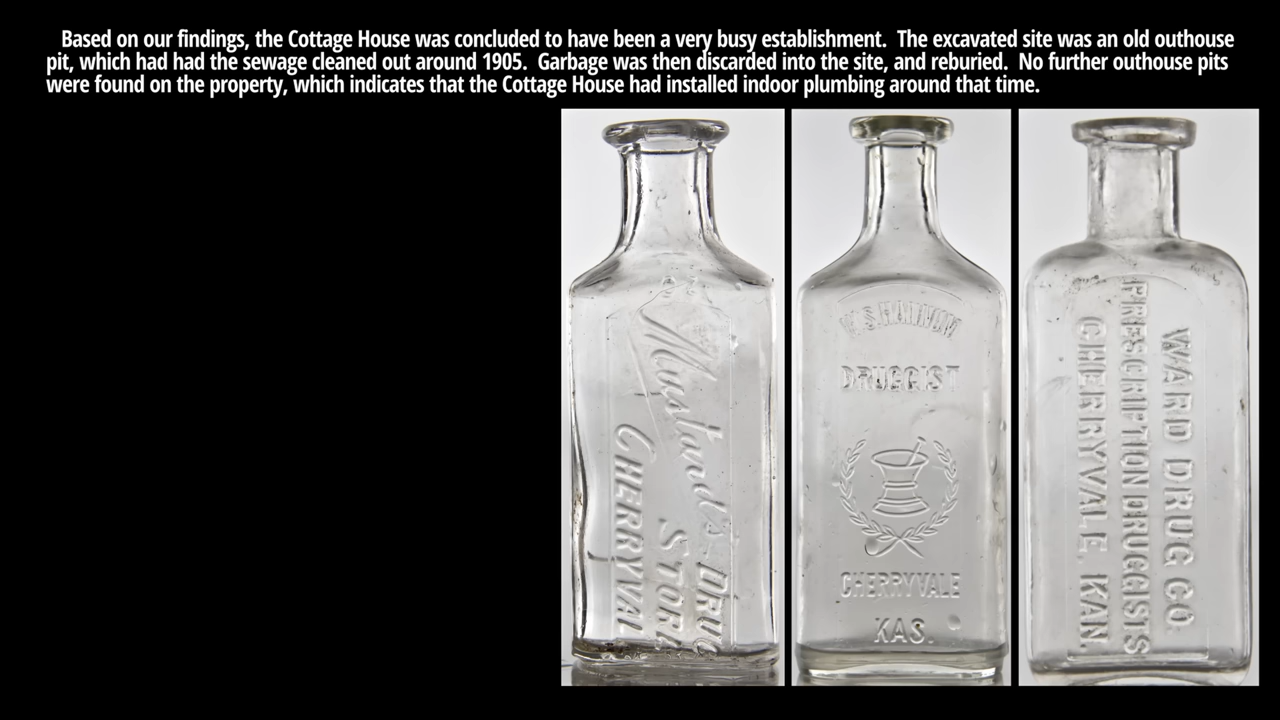 Based on our findings, the Cottage House was concluded to have been a very busy establishment. The excavated site was an old outhouse
pit, which had had the sewage cleaned out around 1905. Garbage was then discarded into the site, and reburied. No further outhouse pits
were found on the property, which indicates that the Cottage House had installed indoor plumbing around that time.
Mustard's DRUG
STORE
CHERRYVAL
HANNUM
DRUGGIST
CHERRYVALE
KAS.
WARD DRUG CO.
PRESCRIPTION DRUGGISTS
CHERRYVALE, KAN.